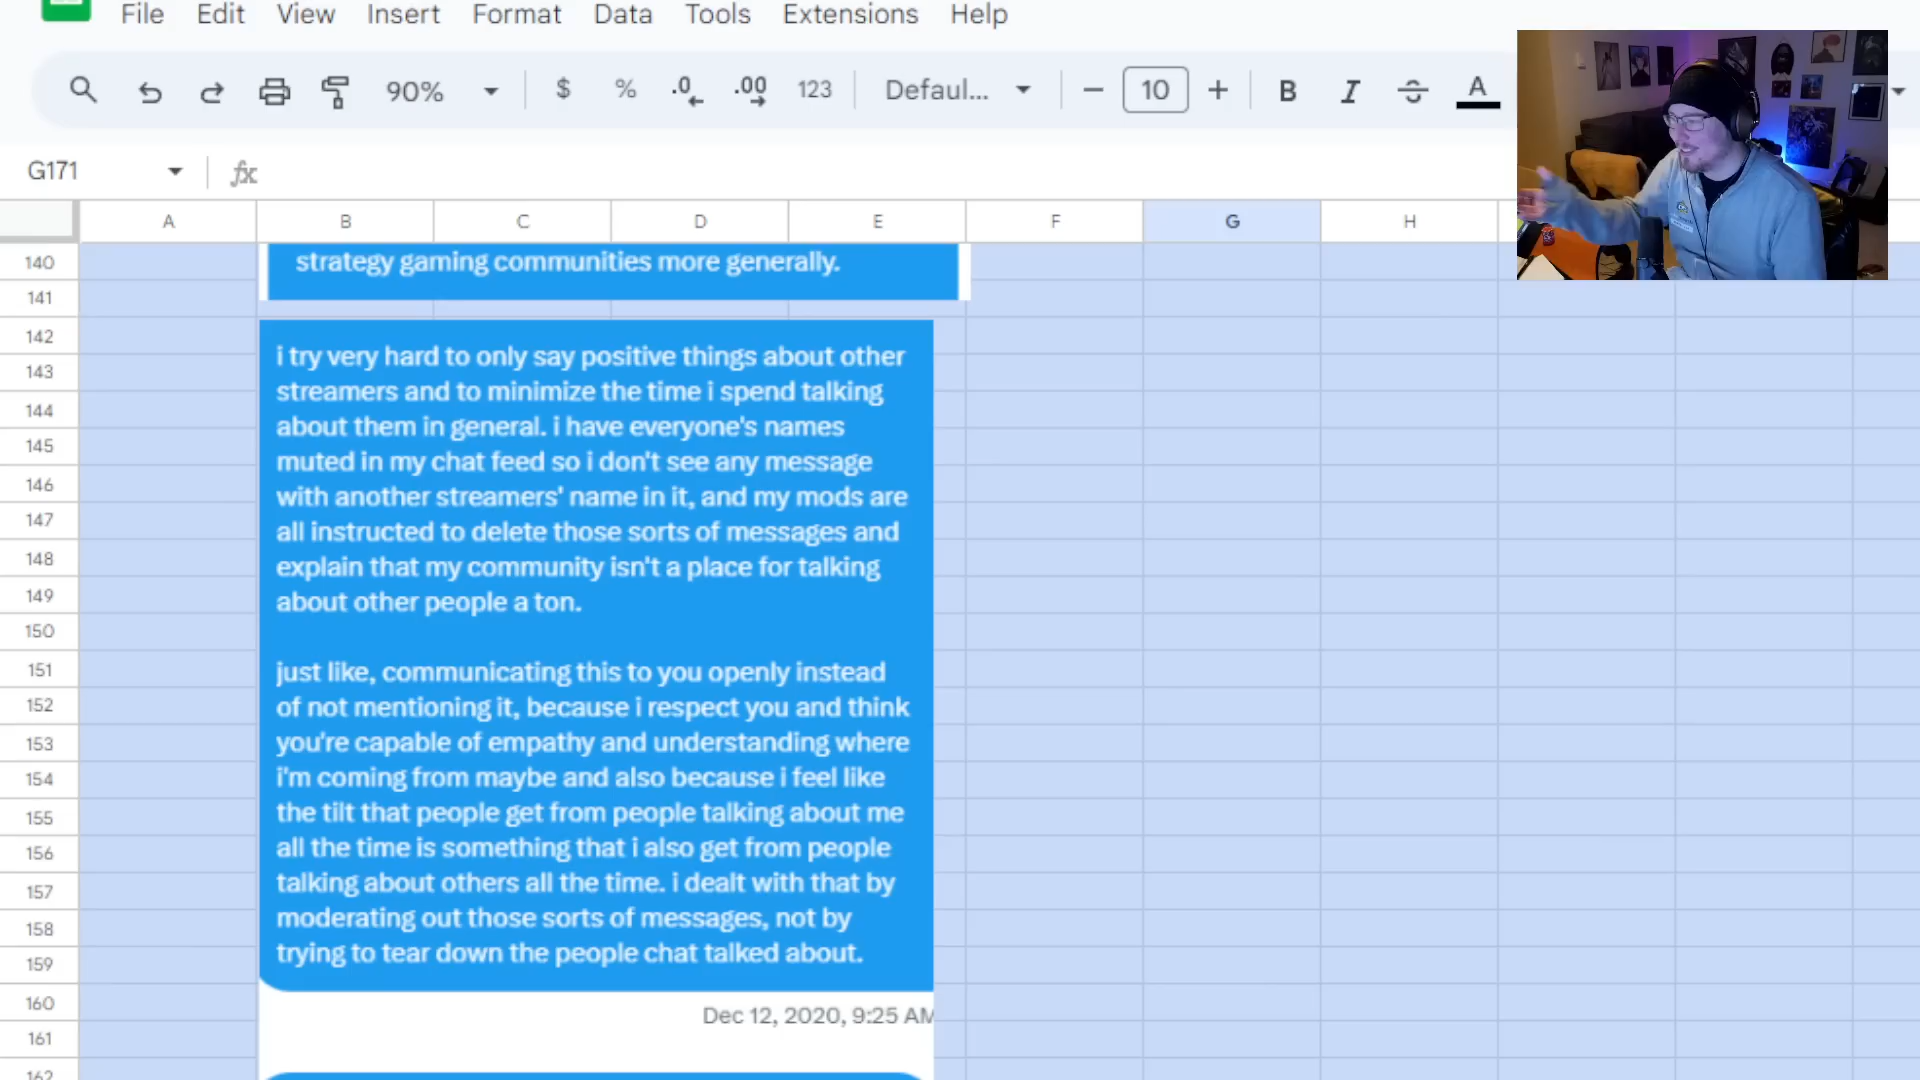 File Edit View Insert Format Data Tools Extensions Help
90% $ % .0 .00 123 Defaul... 10 B I S A
G171 fx
A B C D E F G H
140
141
142
143
144
145
146
147
148
149
150
151
152
153
154
155
156
157
158
159
160
161
162
strategy gaming communities more generally.
i try very hard to only say positive things about other
streamers and to minimize the time i spend talking
about them in general. i have everyone's names
muted in my chat feed so i don't see any message
with another streamers' name in it, and my mods are
all instructed to delete those sorts of messages and
explain that my community isn't a place for talking
about other people a ton.
just like, communicating this to you openly instead
of not mentioning it, because i respect you and think
you're capable of empathy and understanding where
i'm coming from maybe and also because i feel like
the tilt that people get from people talking about me
all the time is something that i also get from people
talking about others all the time. i dealt with that by
moderating out those sorts of messages, not by
trying to tear down the people chat talked about.
Dec 12, 2020, 9:25 AM